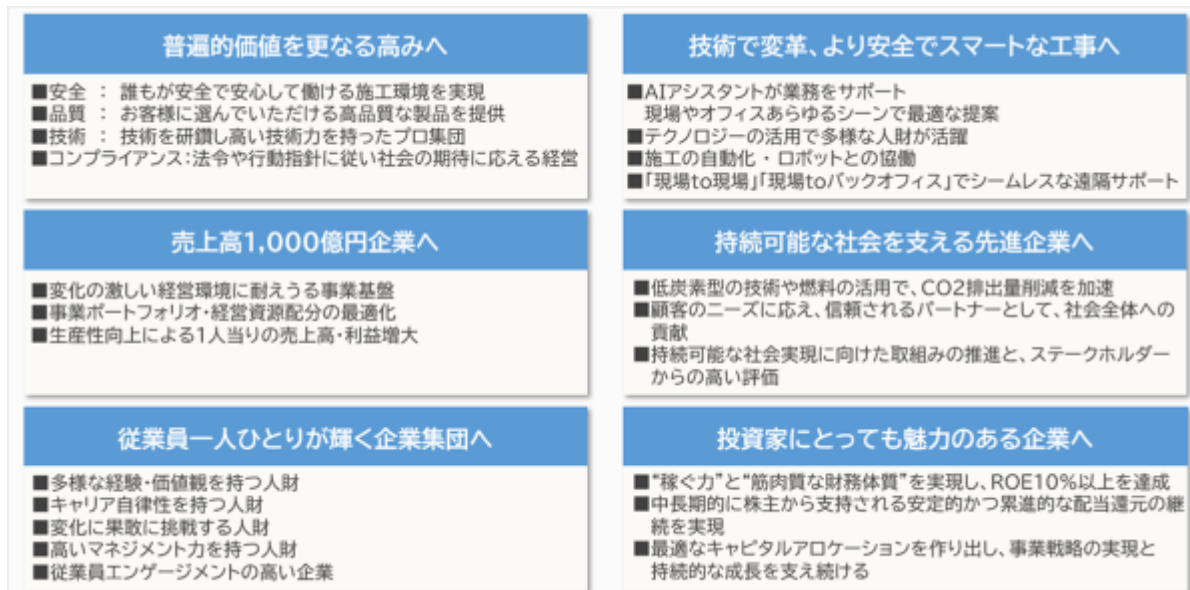 普遍的価値を更なる高みへ
■安全 ： 誰もが安全で安心して働ける施工環境を実現
■品質 ： お客様に選んでいただける高品質な製品を提供
■技術 ： 技術を研鑽し高い技術力を持ったプロ集団
■コンプライアンス：法令や行動指針に従い社会の期待に応える経営
技術で変革、より安全でスマートな工事へ
■AIアシスタントが業務をサポート
現場やオフィスあらゆるシーンで最適な提案
■テクノロジーの活用で多様な人財が活躍
■施工の自動化・ロボットとの協働
■「現場to現場」「現場toバックオフィス」でシームレスな遠隔サポート
売上高1,000億円企業へ
■変化の激しい経営環境に耐えうる事業基盤
■事業ポートフォリオ・経営資源配分の最適化
■生産性向上による1人当りの売上高・利益増大
持続可能な社会を支える先進企業へ
■低炭素型の技術や燃料の活用で、CO2排出量削減を加速
■顧客のニーズに応え、信頼されるパートナーとして、社会全体への
貢献
■持続可能な社会実現に向けた取組みの推進と、ステークホルダー
からの高い評価
従業員一人ひとりが輝く企業集団へ
■多様な経験・価値観を持つ人財
■キャリア自律性を持つ人財
■変化に果敢に挑戦する人財
■高いマネジメント力を持つ人財
■従業員エンゲージメントの高い企業
投資家にとっても魅力のある企業へ
■“稼ぐ力”と“筋肉質な財務体質”を実現し、ROE10%以上を達成
■中長期的に株主から支持される安定的かつ累進的な配当還元の継
続を実現
■最適なキャピタルアロケーションを作り出し、事業戦略の実現と
持続的な成長を支え続ける